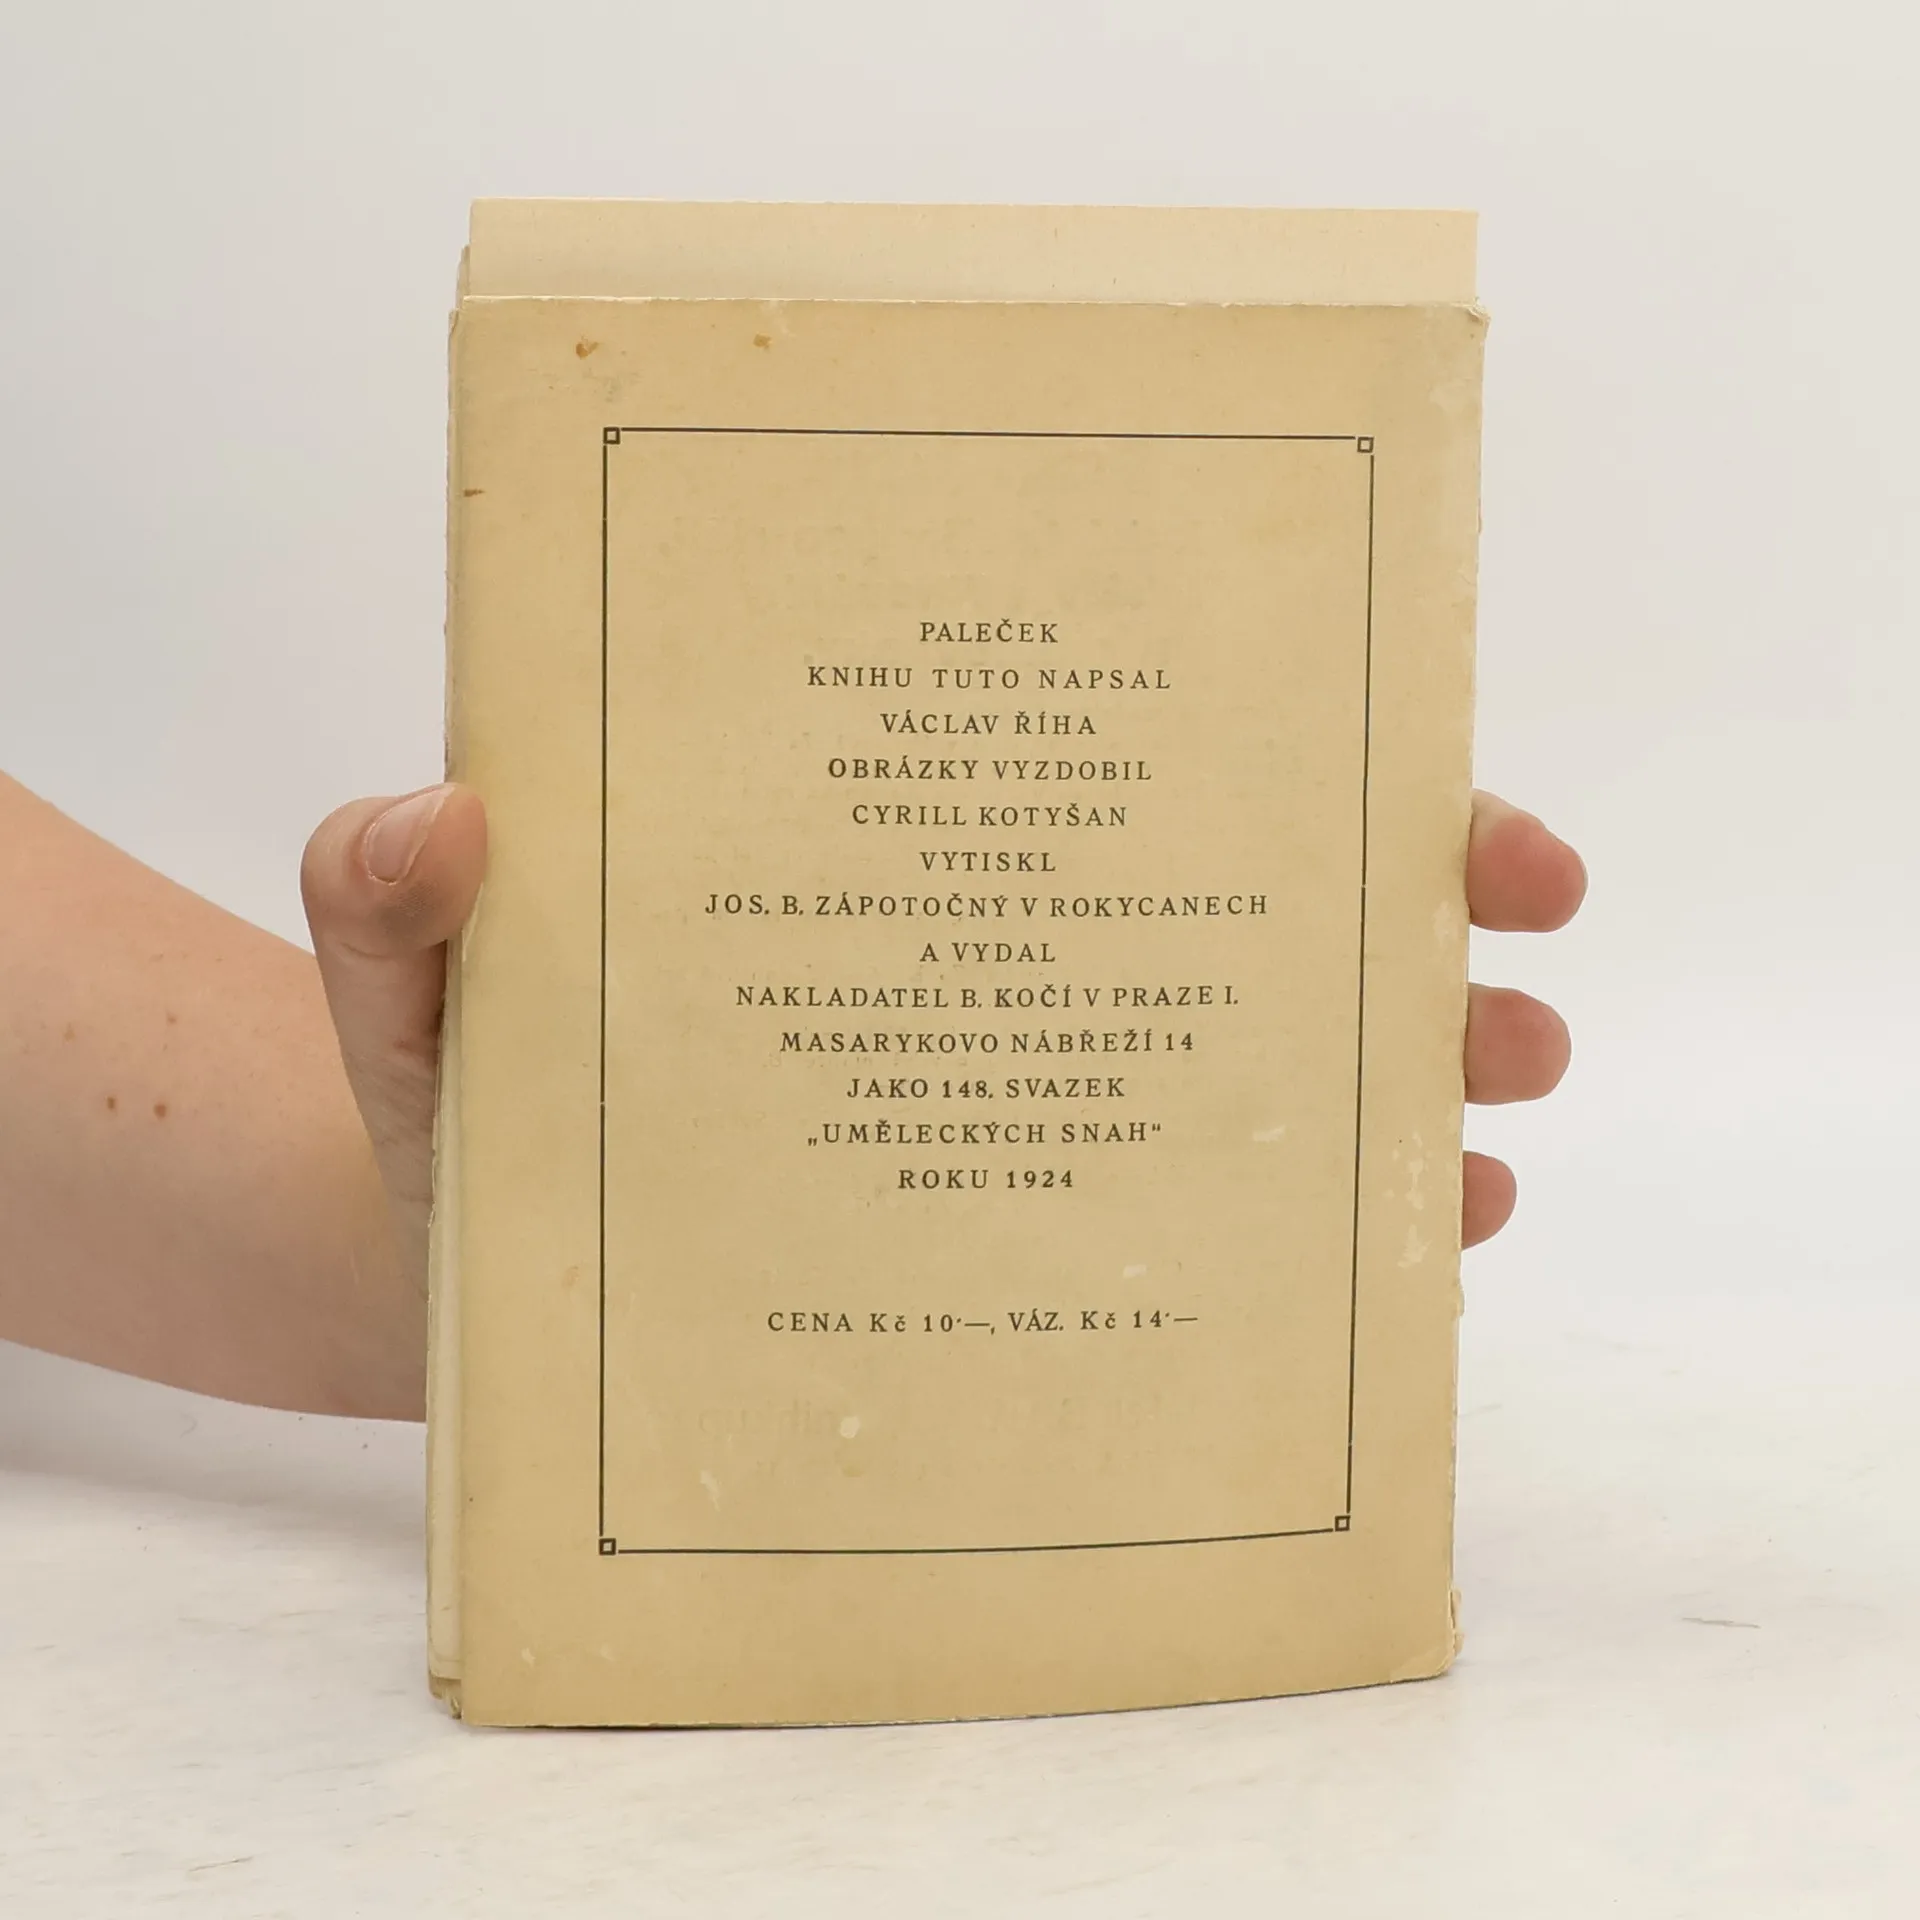 PALEČEK
KNIHU TUTO NAPSAL
VÁCLAV ŘÍHA
OBRÁZKY VYZDOBIL
CYRILL KOTYŠAN
VYTISKL
JOS. B. ZÁPOTOČNÝ V ROKYCANECH
A VYDAL
NAKLADATEL B. KOČÍ V PRAZE I.
MASARYKOVO NÁBŘEŽÍ 14
JAKO 148. SVAZEK
„UMĚLECKÝCH SNAH“
ROKU 1924
CENA Kč 10·—, VÁZ. Kč 14·—